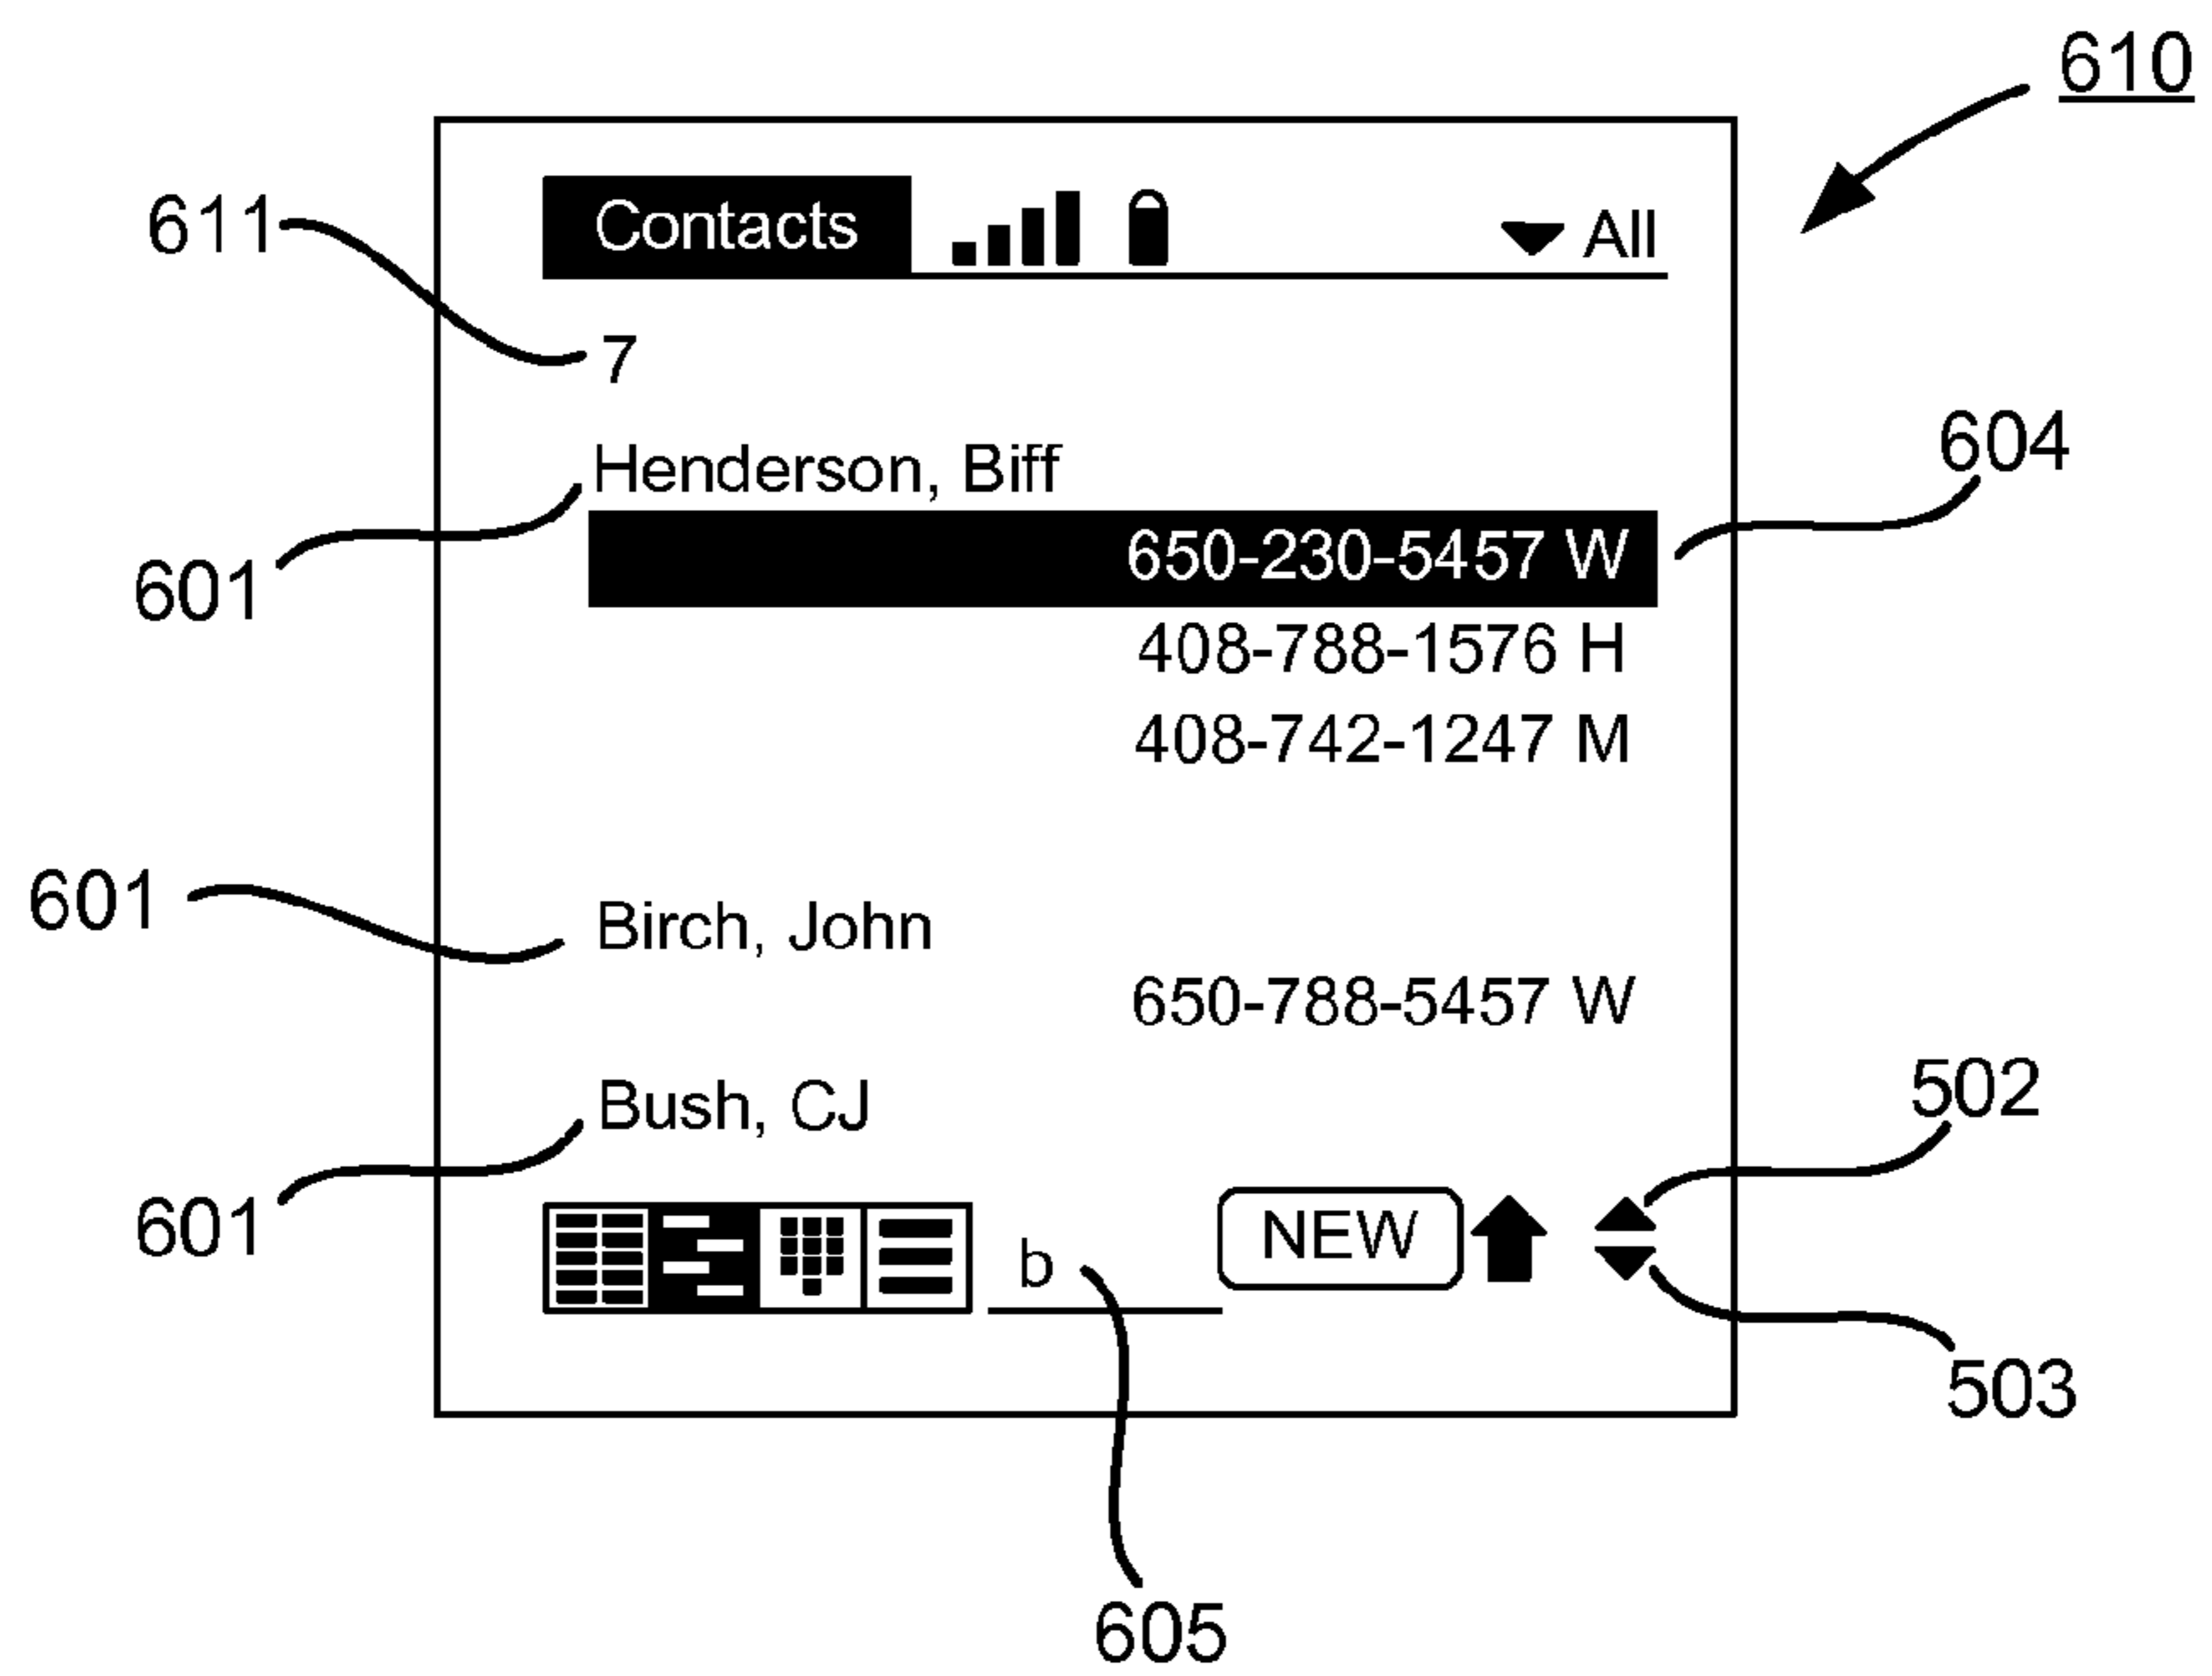 610
Contacts All
611
7
604
Henderson, Biff
650-230-5457 W
601
408-788-1576 H
408-742-1247 M
601
Birch, John
650-788-5457 W
502
Bush, CJ
601
b NEW
503
605